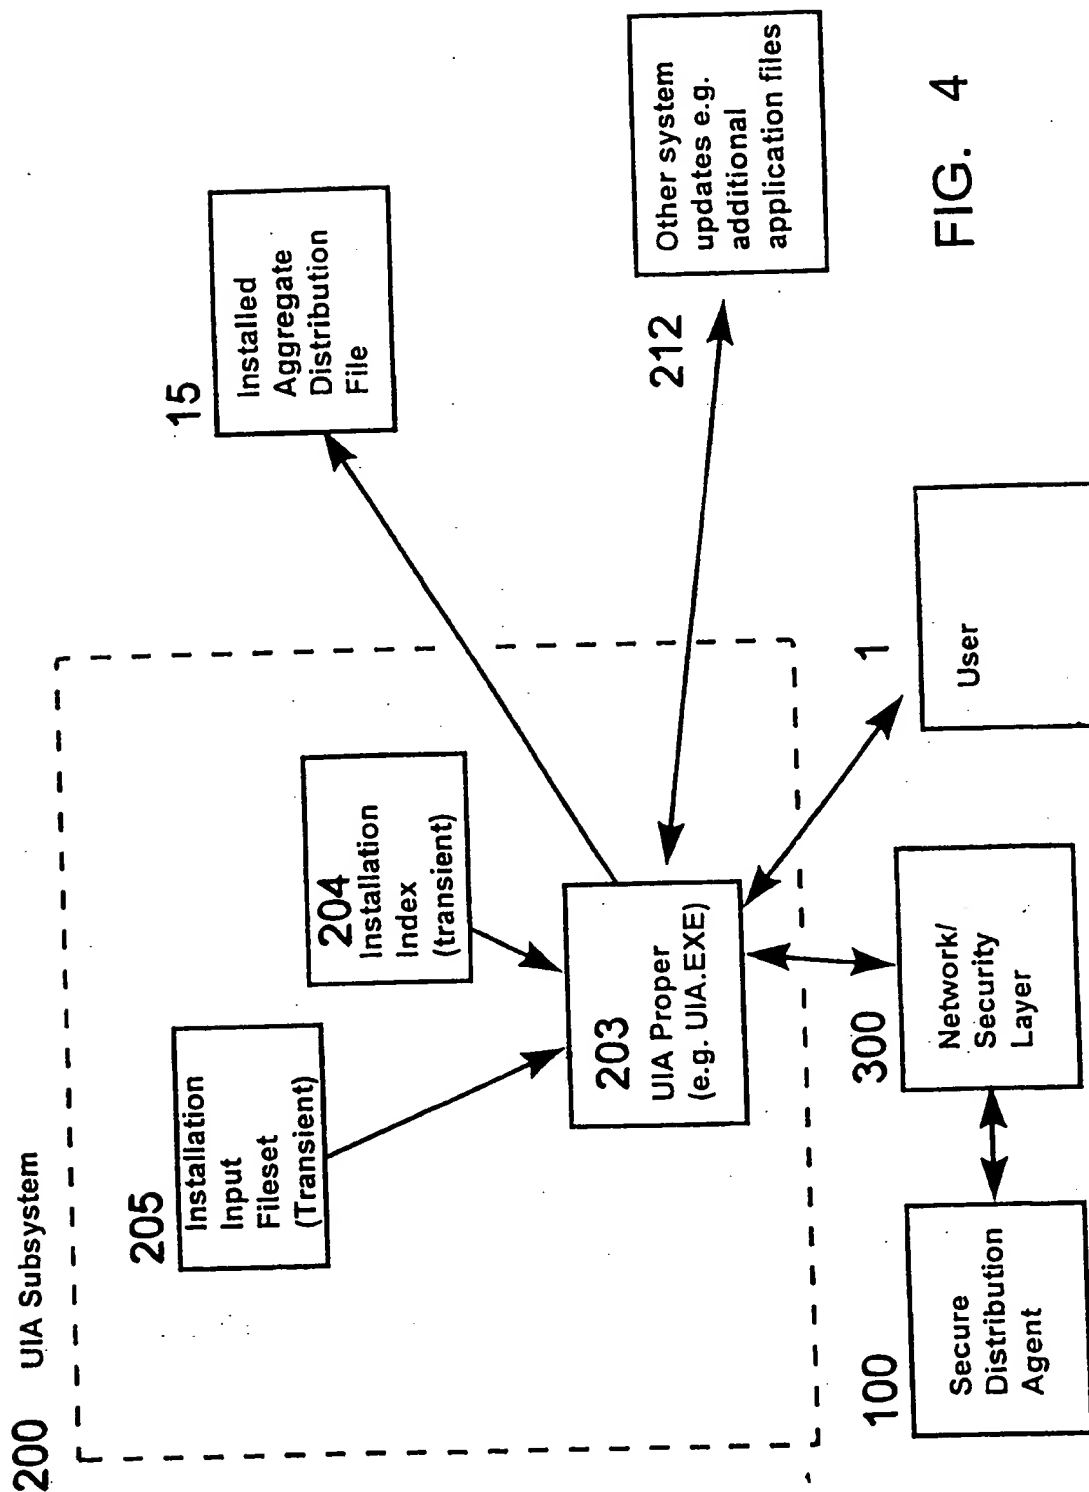 200 UIA Subsystem
205
Installation
Input
Fileset
(Transient)
204
Installation
Index
(transient)
203
UIA Proper
(e.g. UIA.EXE)
15
Installed
Aggregate
Distribution
File
212
Other system
updates e.g.
additional
application files
100
Secure
Distribution
Agent
300
Network/
Security
Layer
1
User
FIG. 4